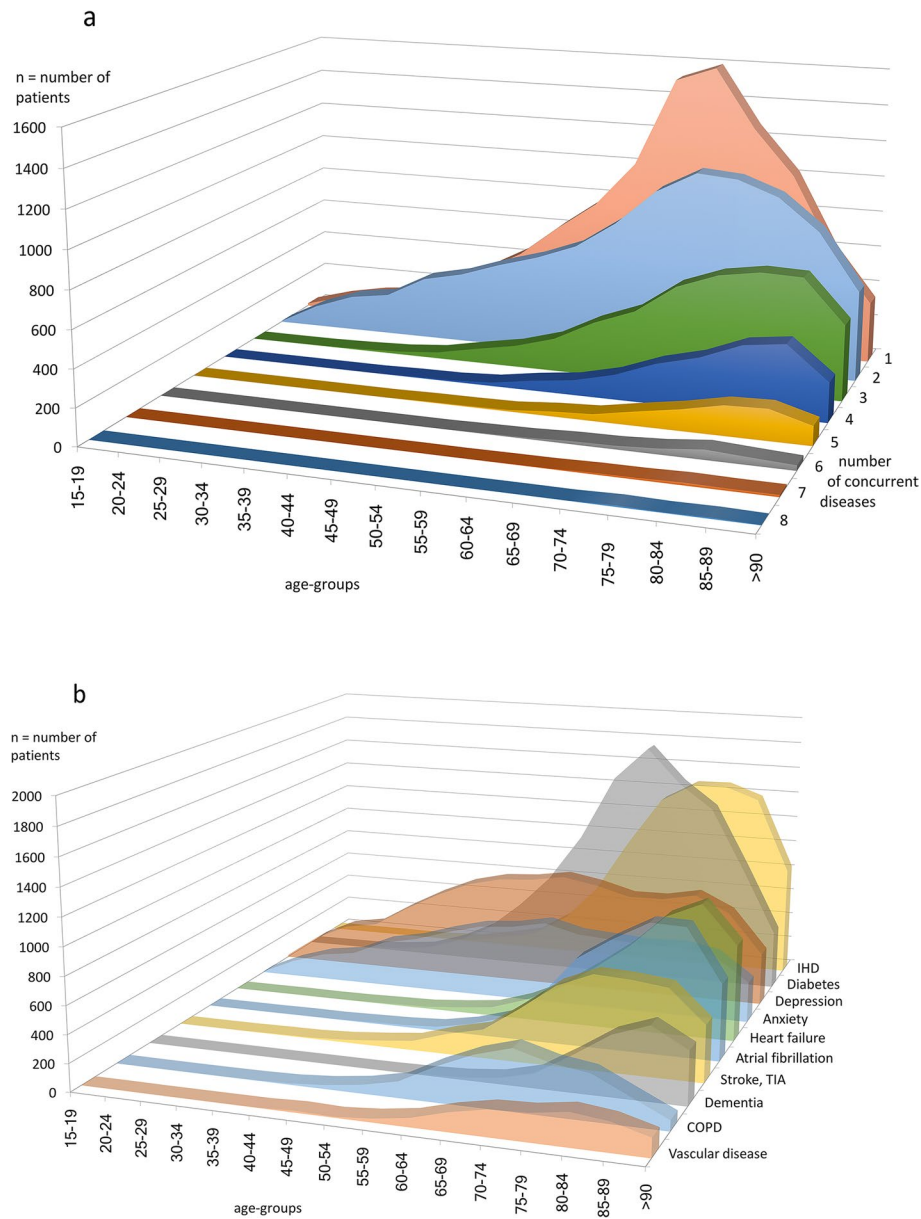 a
n = number of
patients
1600
1400
1200
1000
800
600
400
200
0
15-19
20-24
25-29
30-34
35-39
40-44
45-49
50-54
55-59
60-64
65-69
70-74
75-79
80-84
85-89
>90
age-groups
1
2
3
4
5
6
7
8
number
of concurrent
diseases
b
n = number of
patients
2000
1800
1600
1400
1200
1000
800
600
400
200
0
15-19
20-24
25-29
30-34
35-39
40-44
45-49
50-54
55-59
60-64
65-69
70-74
75-79
80-84
85-89
>90
age-groups
IHD
Diabetes
Depression
Anxiety
Heart failure
Atrial fibrillation
Stroke, TIA
Dementia
COPD
Vascular disease